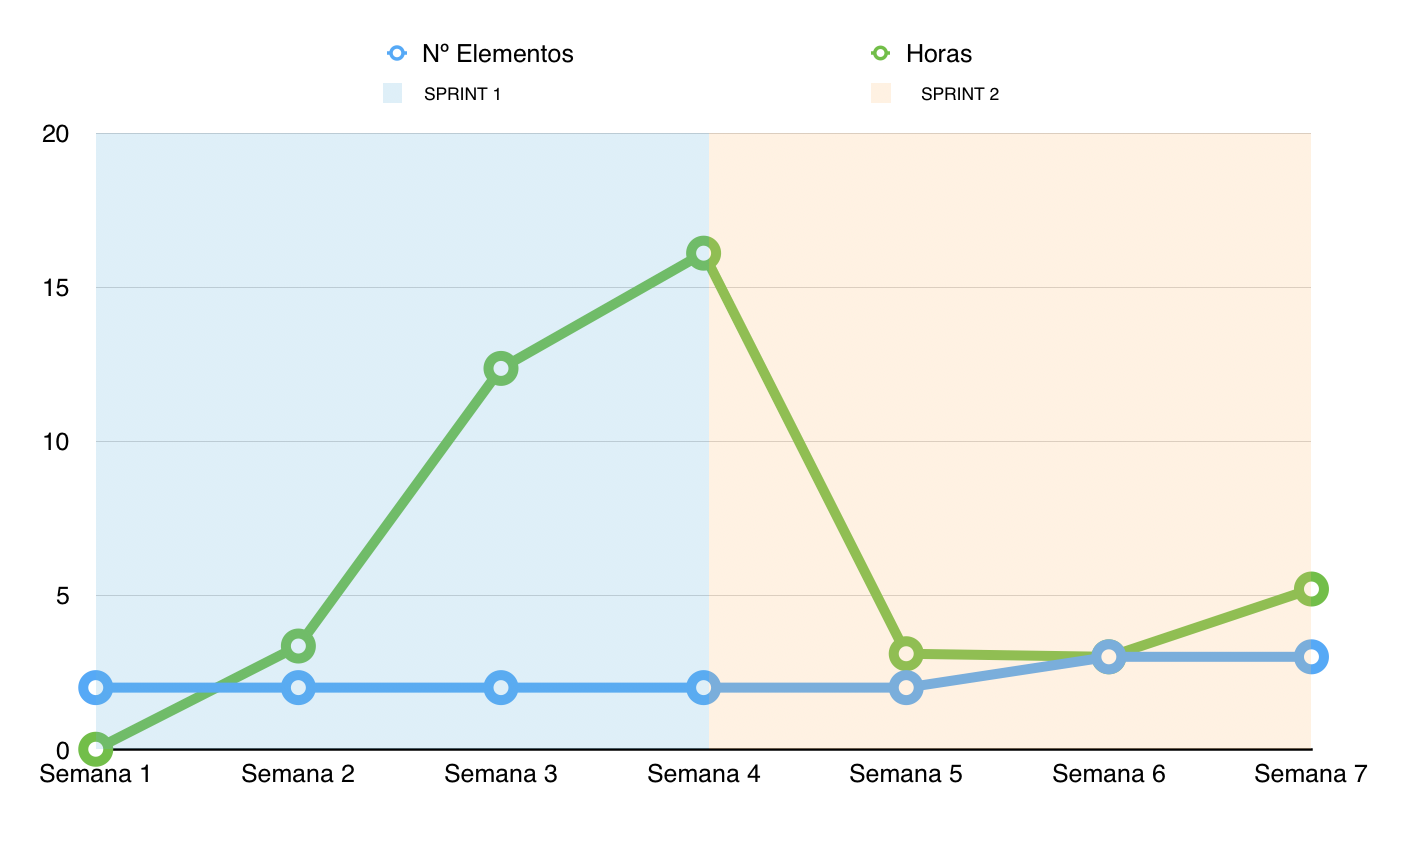 Nº Elementos
Horas
SPRINT 1
SPRINT 2
20
15
10
5
0
Semana 1
Semana 2
Semana 3
Semana 4
Semana 5
Semana 6
Semana 7